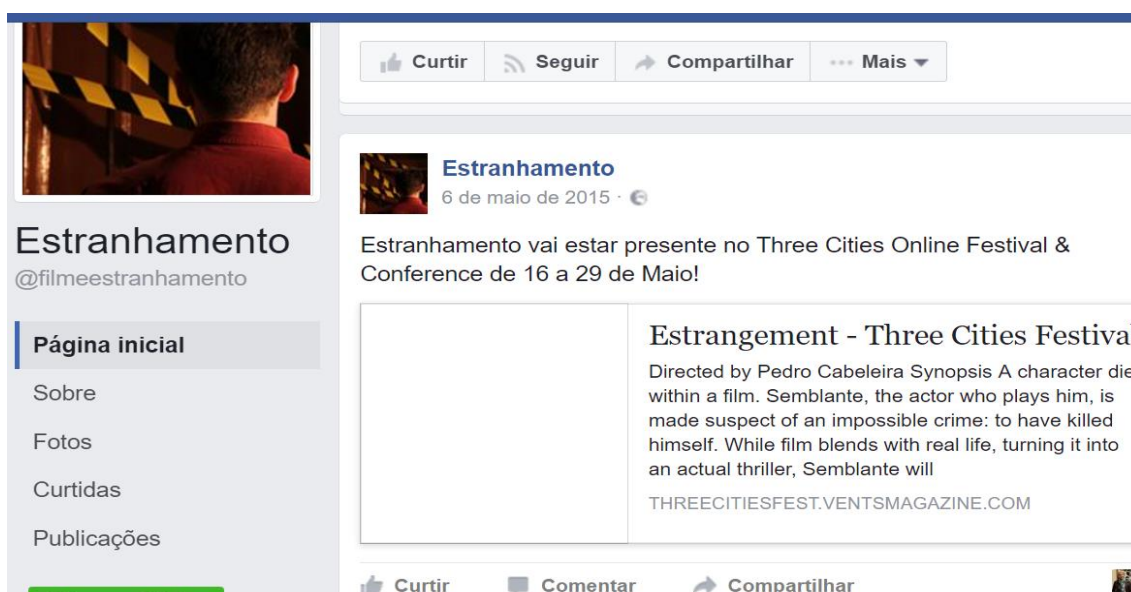 Estranhamento
@filmeestranhamento
Página inicial
Sobre
Fotos
Curtidas
Publicações
Curtir Seguir Compartilhar Mais
Estranhamento
6 de maio de 2015
Estranhamento vai estar presente no Three Cities Online Festival &
Conference de 16 a 29 de Maio!
Estrangement - Three Cities
Directed by Pedro Cabeleira Synopsis A character
within a film. Semblante, the actor who plays him, is
made suspect of an impossible crime: to have killed
himself. While film blends with real life, turning it into
an actual thriller, Semblante will
THREECITIESFEST.VENTSMAGAZINE.COM
Curtir Comentar Compartilhar